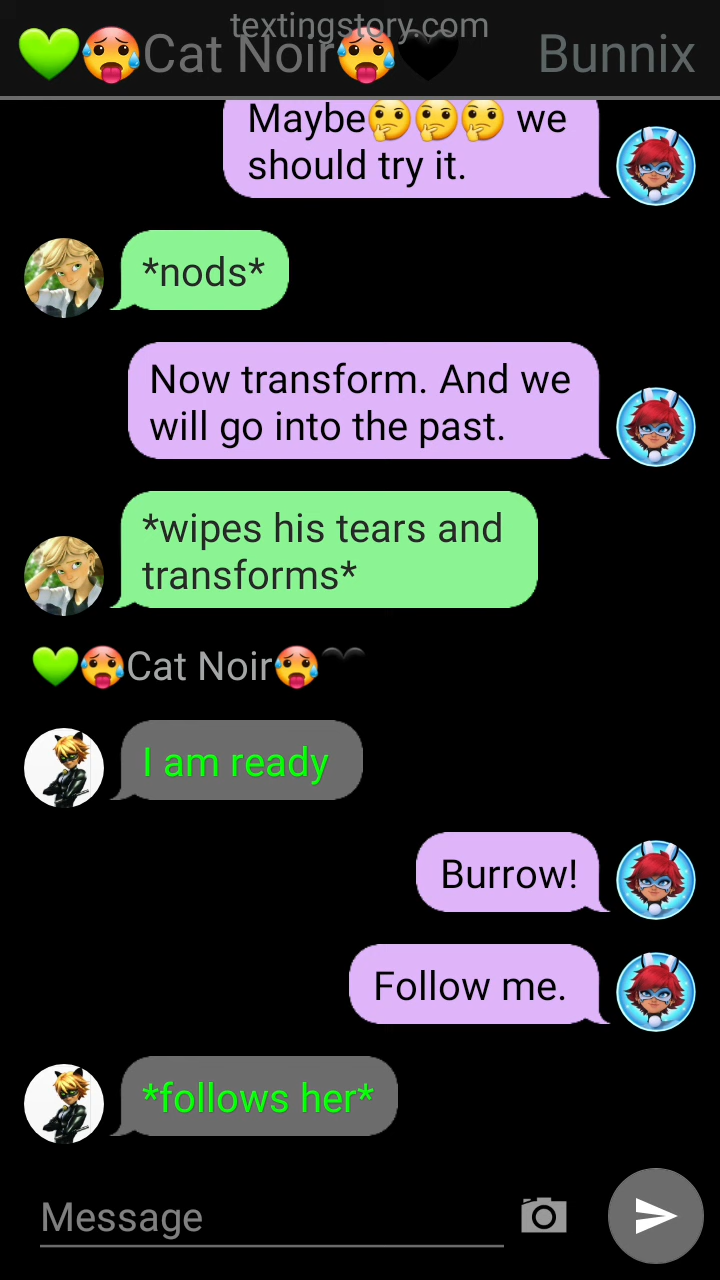 textingstory.com
💚🥵Cat Noir🥵🖤 Bunnix
Maybe🤔🤔🤔 we
should try it.
*nods*
Now transform. And we
will go into the past.
*wipes his tears and
transforms*
💚🥵Cat Noir🥵🖤
I am ready
Burrow!
Follow me.
*follows her*
Message